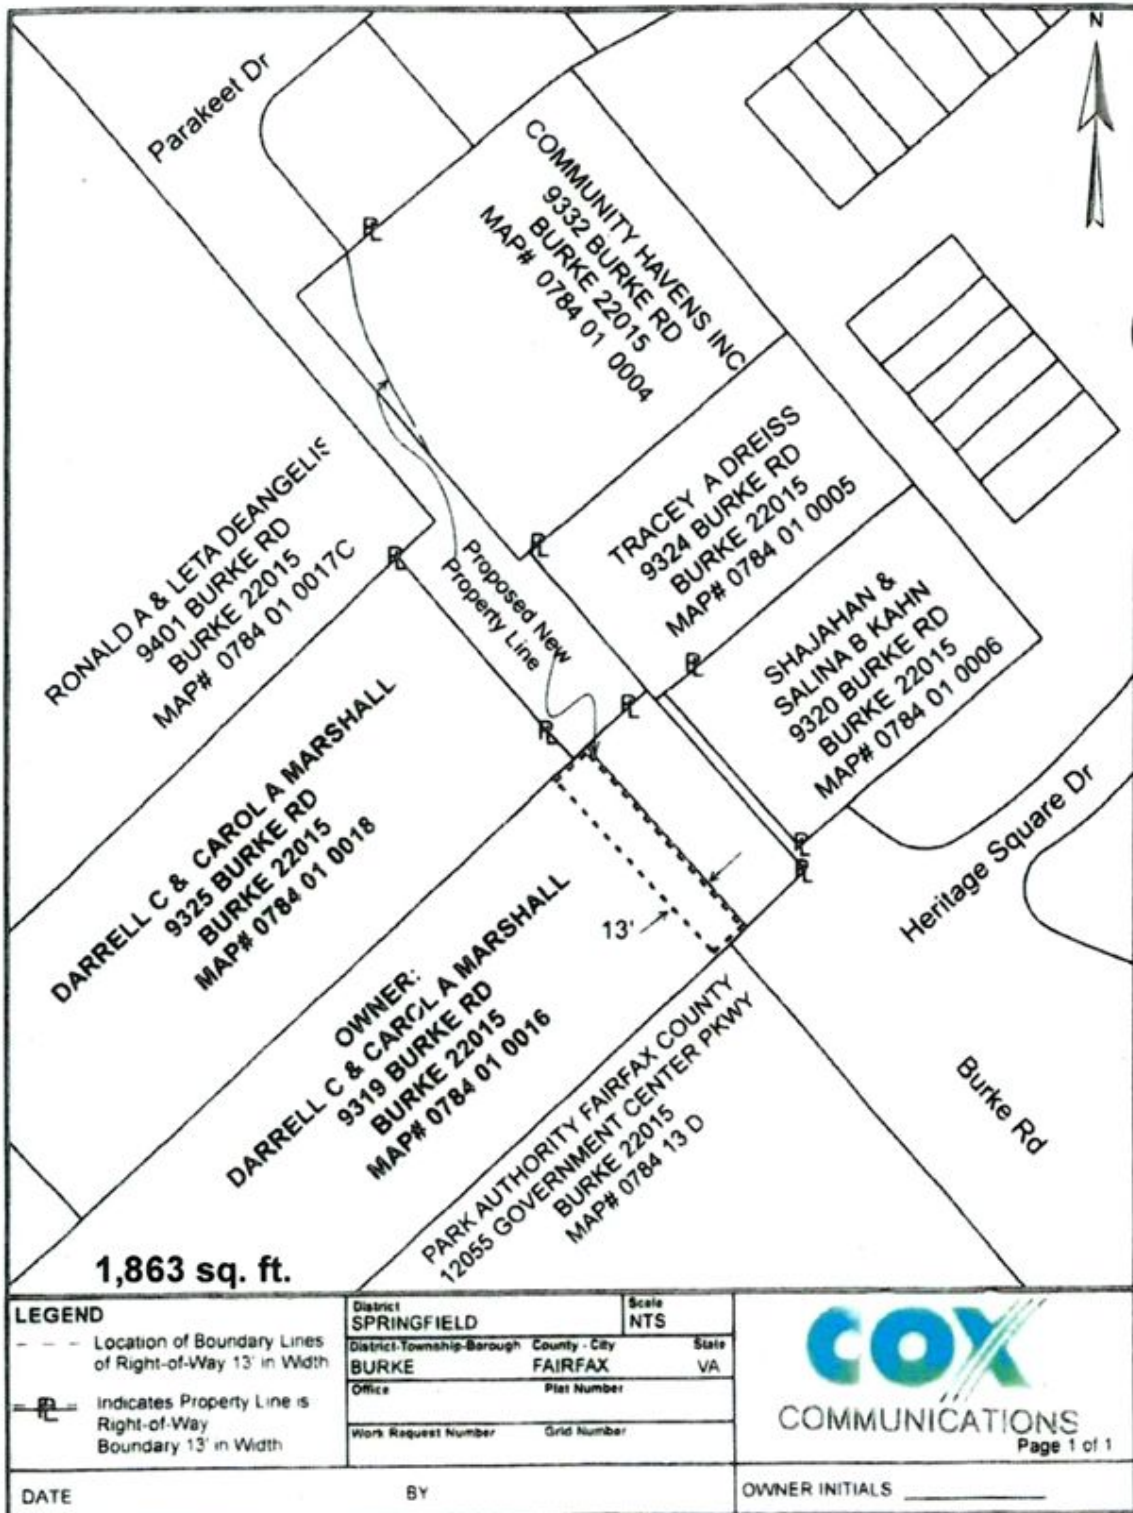 N
Parakeet Dr
COMMUNITY HAVENS INC
9332 BURKE RD
BURKE 22015
MAP# 0784 01 0004
TRACEY A DREISS
9324 BURKE RD
BURKE 22015
MAP# 0784 01 0005
RONALD A & LETA DEANGELIS
9401 BURKE RD
BURKE 22015
MAP# 0784 01 0017C
Proposed New
Property Line
SHAJAHAN &
SALINA B KAHN
9320 BURKE RD
BURKE 22015
MAP# 0784 01 0006
DARRELL C & CAROL A MARSHALL
9325 BURKE RD
BURKE 22015
MAP# 0784 01 0018
Heritage Square Dr
13'
OWNER:
DARRELL C & CAROL A MARSHALL
9319 BURKE RD
BURKE 22015
MAP# 0784 01 0016
PARK AUTHORITY FAIRFAX COUNTY
12055 GOVERNMENT CENTER PKWY
BURKE 22015
MAP# 0784 13 D
Burke Rd
1,863 sq. ft.
LEGEND
Location of Boundary Lines
of Right-of-Way 13' in Width
PL Indicates Property Line is
Right-of-Way
Boundary 13' in Width
District
SPRINGFIELD
Scale
NTS
District-Township-Borough County - City State
BURKE FAIRFAX VA
Office Plat Number
Work Request Number Grid Number
COX
COMMUNICATIONS
Page 1 of 1
DATE BY OWNER INITIALS